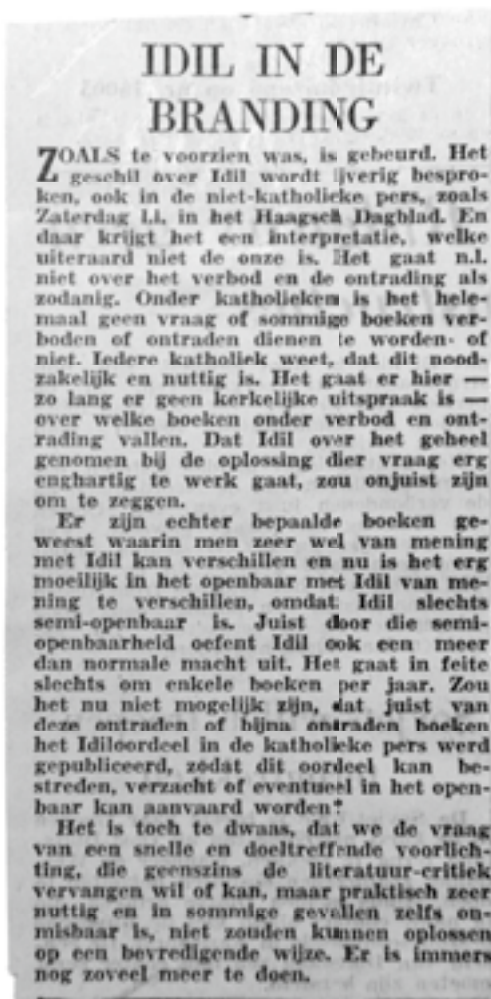 IDIL IN DE
BRANDING
ZOALS te voorzien was, is gebeurd. Het
geschil over Idil wordt ijverig bespro-
ken, ook in de niet-katholieke pers, zoals
Zaterdag l.l. in het Haagsch Dagblad. En
daar krijgt het een interpretatie, welke
uiteraard niet de onze is. Het gaat n.l.
niet over het verbod en de ontrading als
zodanig. Onder katholieken is het hele-
maal geen vraag of sommige boeken ver-
boden of ontraden dienen te worden of
niet. Iedere katholiek weet, dat dit nood-
zakelijk en nuttig is. Het gaat er hier —
zo lang er geen kerkelijke uitspraak is —
over welke boeken onder verbod en ont-
rading vallen. Dat Idil over het geheel
genomen bij de oplossing dier vraag erg
enghartig te werk gaat, zou onjuist zijn
om te zeggen.
Er zijn echter bepaalde boeken ge-
weest waarin men zeer wel van mening
met Idil kan verschillen en nu is het erg
moeilijk in het openbaar met Idil van me-
ning te verschillen, omdat Idil slechts
semi-openbaar is. Juist door die semi-
openbaarheid oefent Idil ook een meer
dan normale macht uit. Het gaat in feite
slechts om enkele boeken per jaar. Zou
het nu niet mogelijk zijn, dat juist van
deze ontraden of bijna ontraden boeken
het Idiloordeel in de katholieke pers werd
gepubliceerd, zodat dit oordeel kan be-
streden, verzacht of eventueel in het open-
baar kan aanvaard worden?
Het is toch te dwaas, dat we de vraag
van een snelle en doeltreffende voorlich-
ting, die geenszins de literatuur-critiek
vervangen wil of kan, maar praktisch zeer
nuttig en in sommige gevallen zelfs on-
misbaar is, niet zouden kunnen oplossen
op een bevredigende wijze. Er is immers
nog zoveel meer te doen.